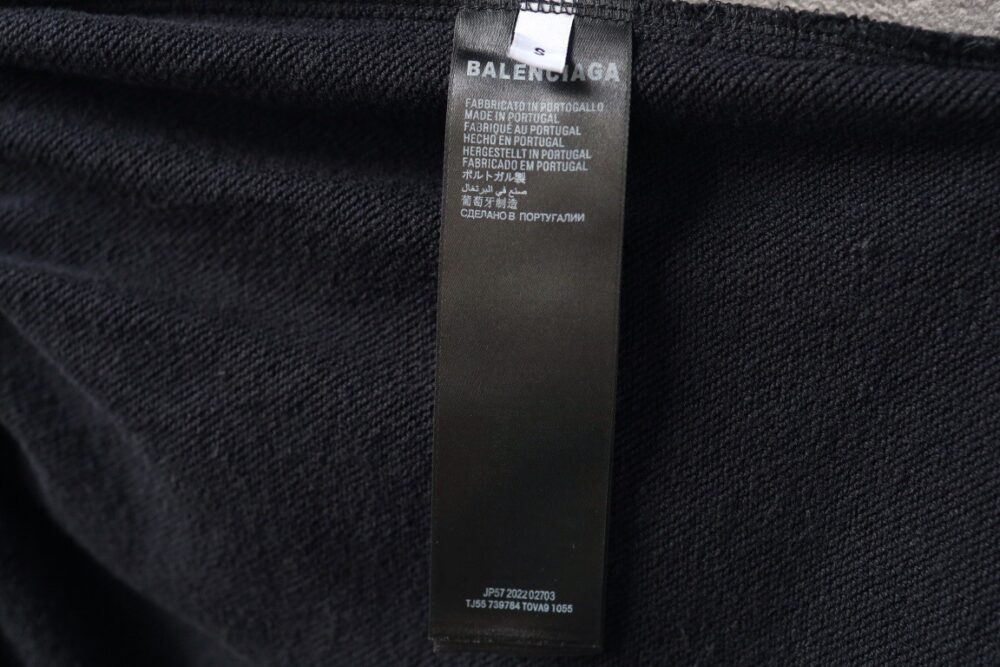 S
BALENCIAGA
FABBRICATO IN PORTOGALLO
MADE IN PORTUGAL
FABRIQUÉ AU PORTUGAL
HECHO EN PORTUGAL
HERGESTELLT IN PORTUGAL
FABRICADO EM PORTUGAL
ポルトガル製
صنع في البرتغال
葡萄牙制造
СДЕЛАНО В ПОРТУГАЛИИ
JP57 2022 02703
TJ55 739784 TOVA9 1055